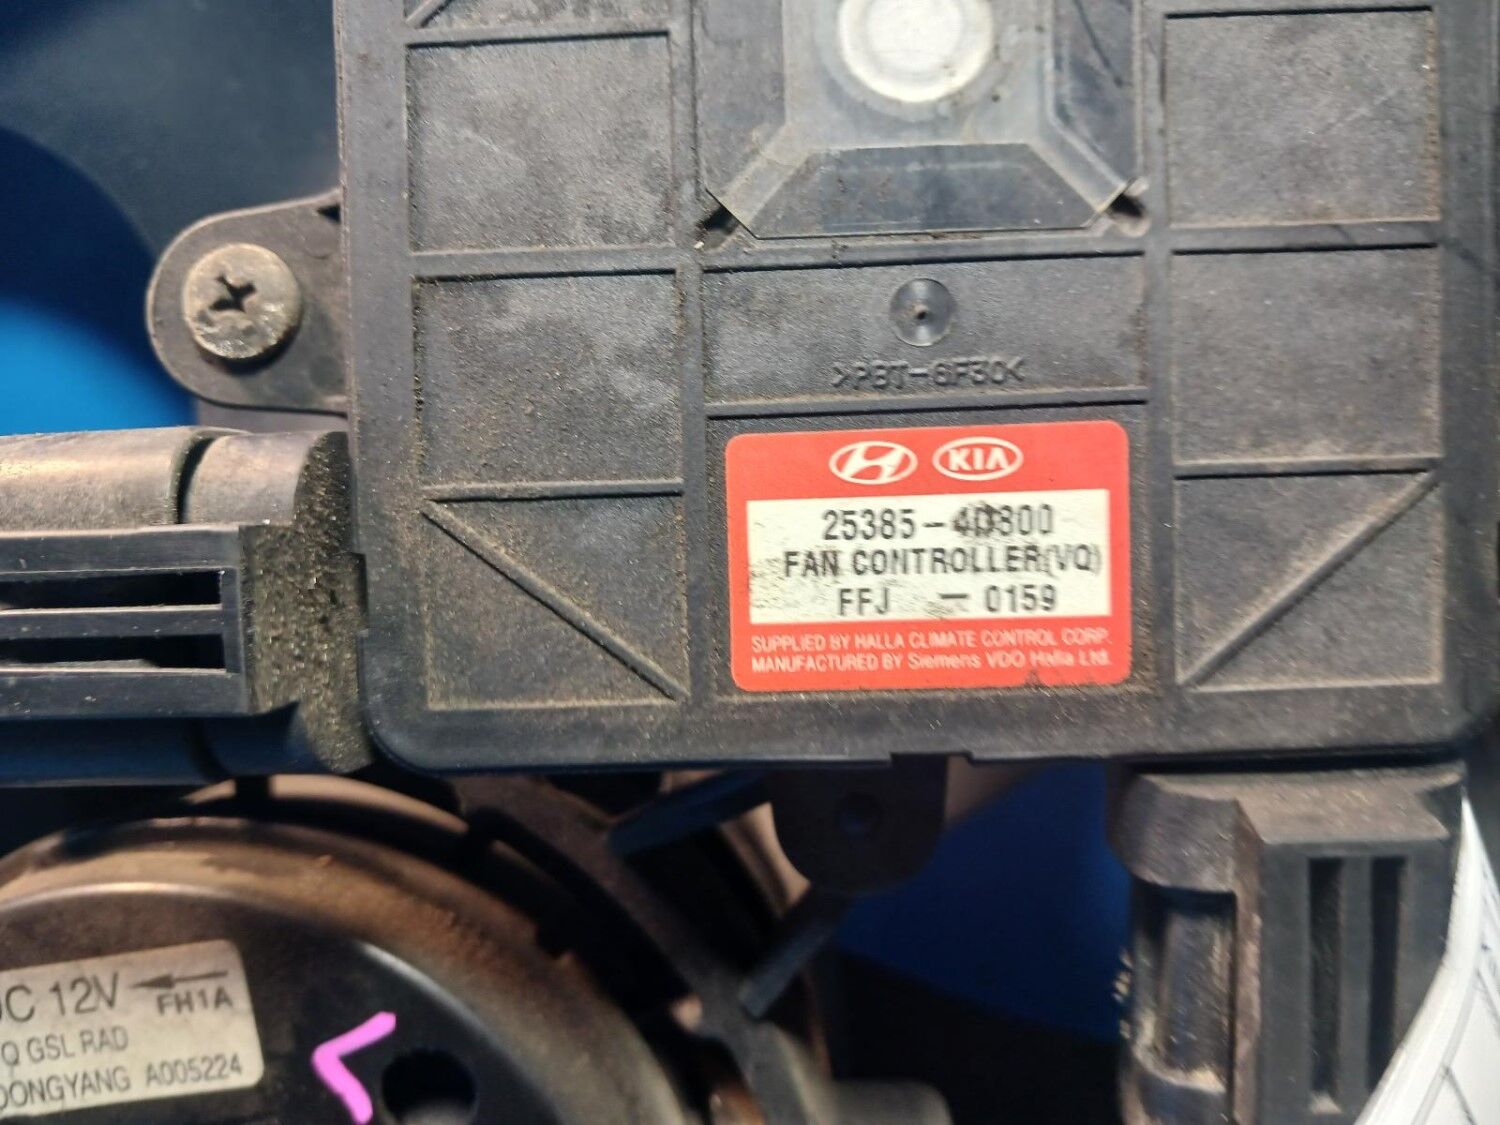 >PBT-GF30<
KIA
25385-4D800
FAN CONTROLLER(VQ)
FFJ - 0159
SUPPLIED BY HALLA CLIMATE CONTROL CORP.
MANUFACTURED BY Siemens VDO Halla Ltd.
DC 12V
FH1A
Q GSL RAD
DONGYANG A005224